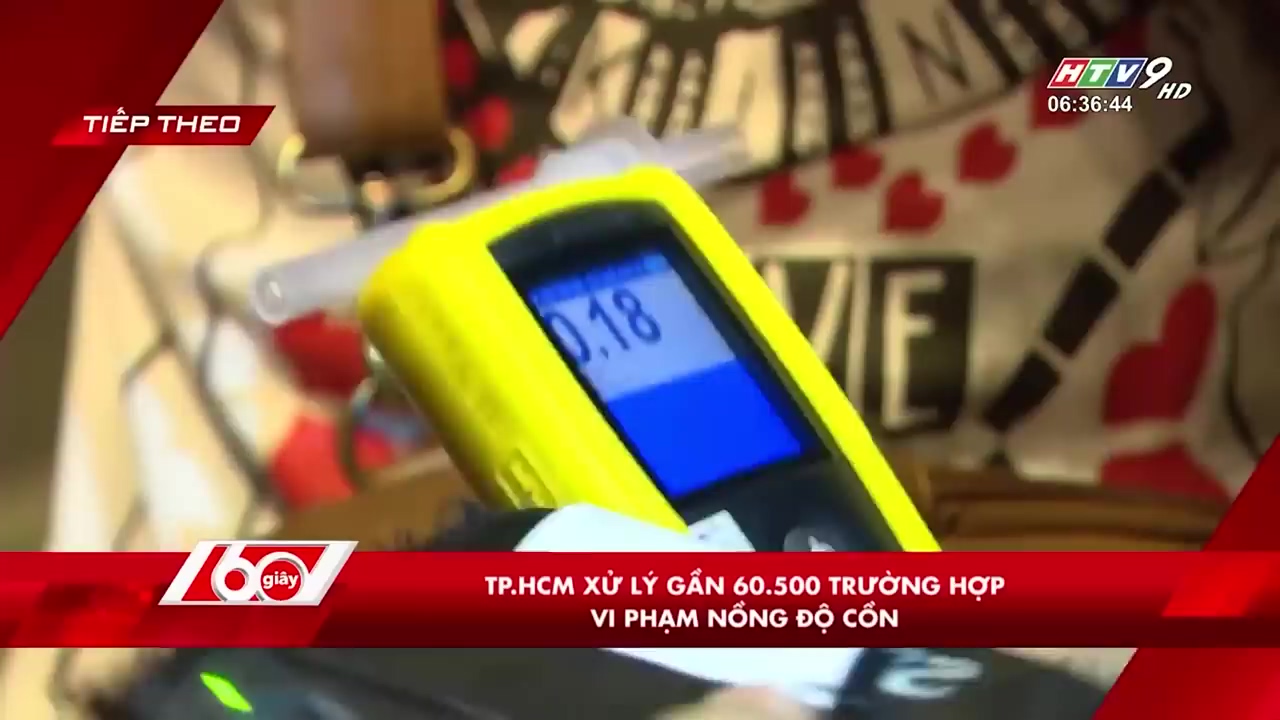 HTV9 HD
06:36:44
TIẾP THEO
0.18
VE
60 giây
TP.HCM XỬ LÝ GẦN 60.500 TRƯỜNG HỢP
VI PHẠM NỒNG ĐỘ CỒN